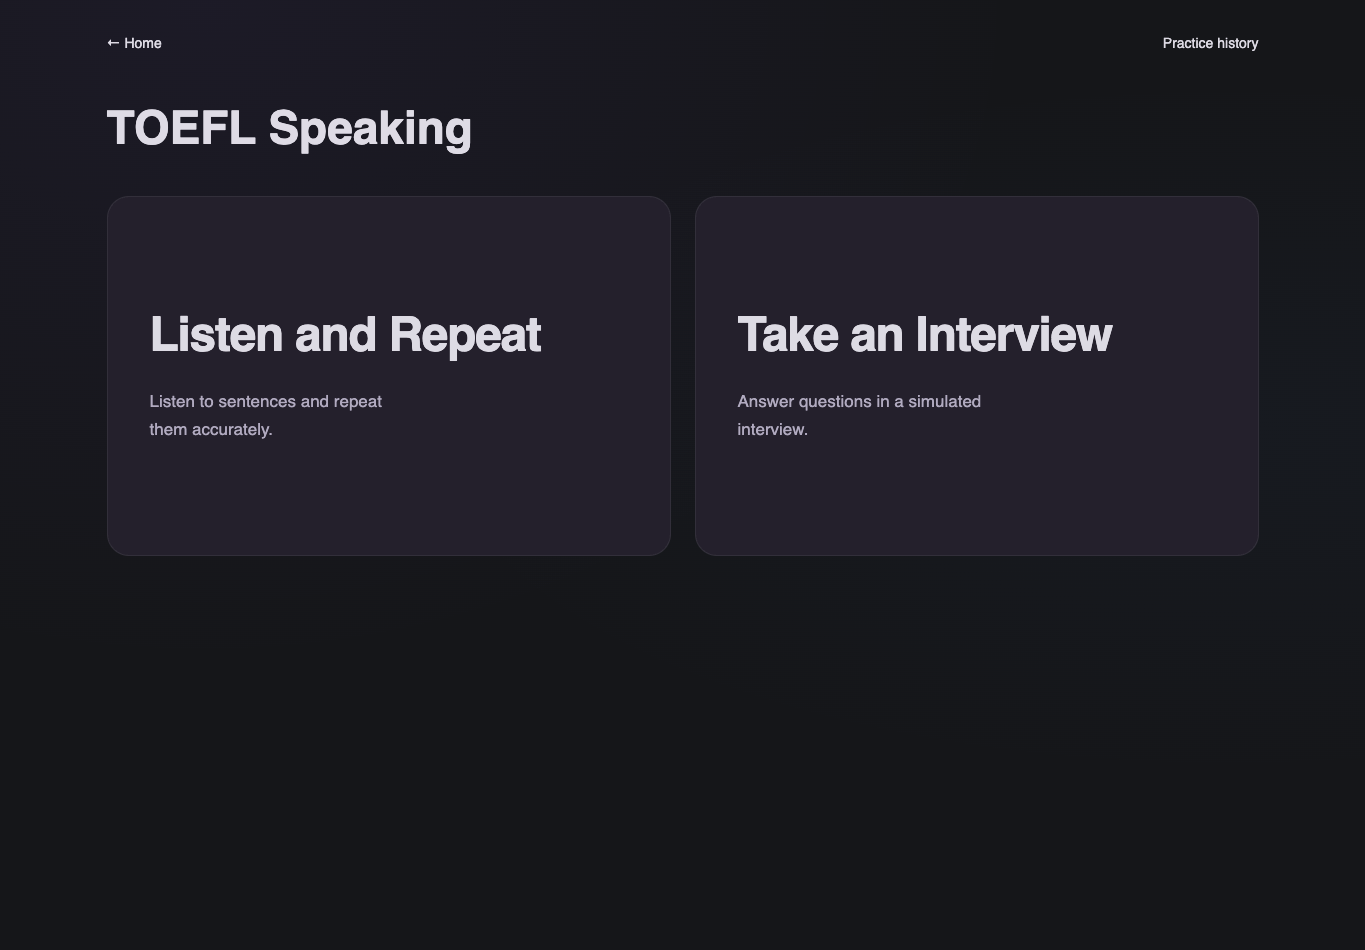 ← Home
Practice history
TOEFL Speaking
Listen and Repeat
Listen to sentences and repeat
them accurately.
Take an Interview
Answer questions in a simulated
interview.